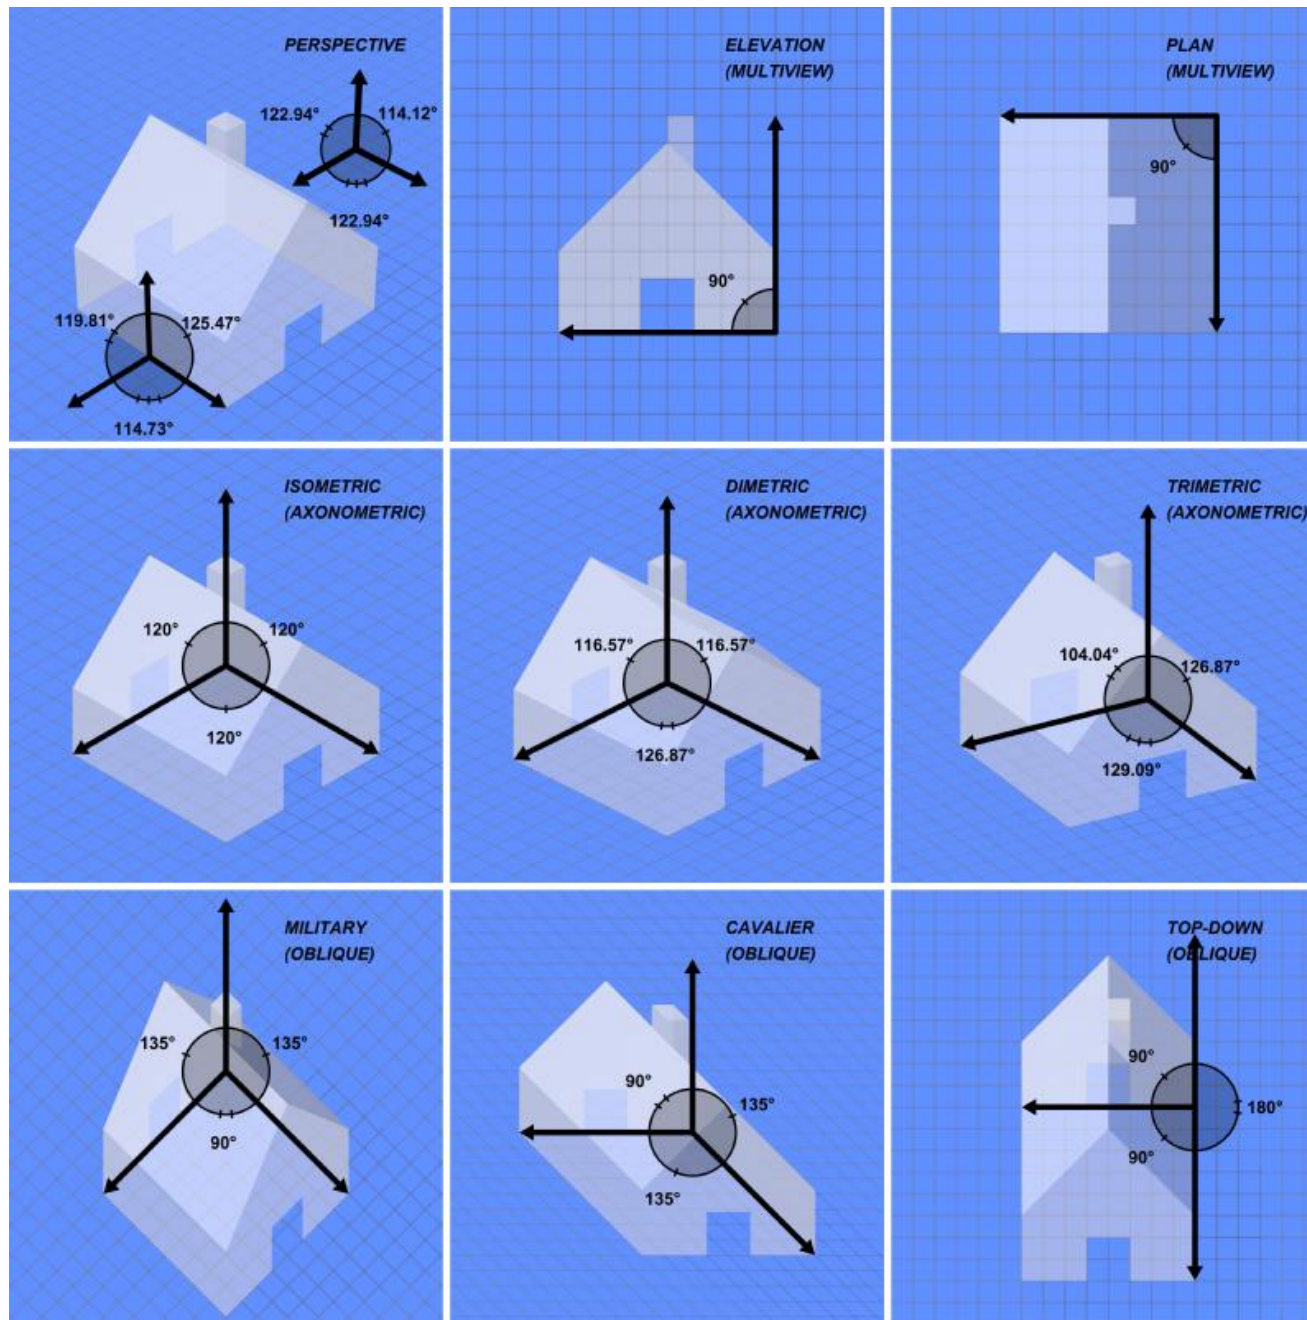 PERSPECTIVE
122.94°
114.12°
122.94°
119.81°
125.47°
114.73°
ELEVATION
(MULTIVIEW)
90°
PLAN
(MULTIVIEW)
90°
ISOMETRIC
(AXONOMETRIC)
120°
120°
120°
DIMETRIC
(AXONOMETRIC)
116.57°
116.57°
126.87°
TRIMETRIC
(AXONOMETRIC)
104.04°
126.87°
129.09°
MILITARY
(OBLIQUE)
135°
135°
90°
CAVALIER
(OBLIQUE)
90°
135°
135°
TOP-DOWN
(OBLIQUE)
90°
180°
90°